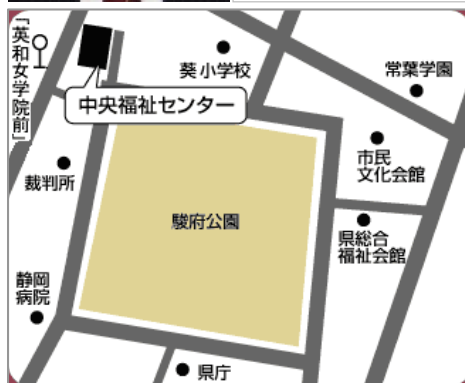 「英和女学院前」
葵小学校
常葉学園
中央福祉センター
市民
文化会館
裁判所
駿府公園
県総合
福祉会館
静岡
病院
県庁